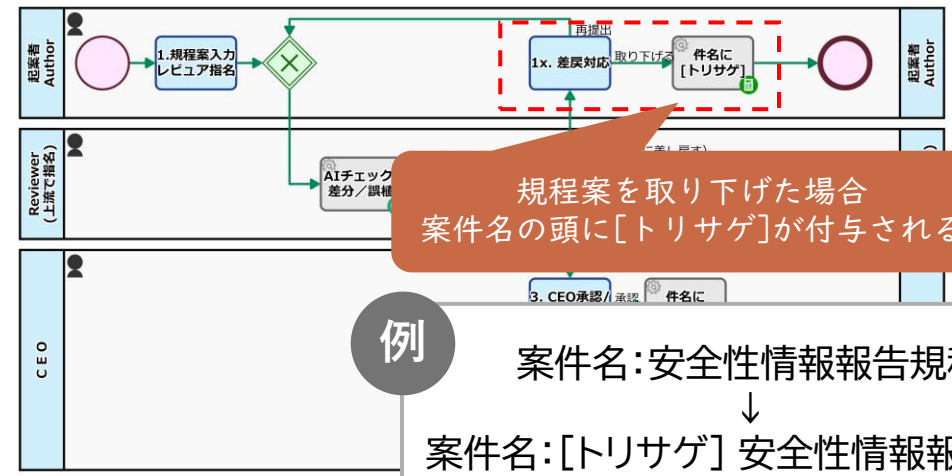 起案者
Author
1.規程案入力
レビュア指名
再提出
1x. 差戻対応
取り下げる
件名に
[トリサゲ]
起案者
Author
Reviewer
(上流で指名)
AIチェック
差分／誤植
に差し戻す)
規程案を取り下げた場合
案件名の頭に[トリサゲ]が付与される
CEO
3. CEO承認/
承認
件名に
例
案件名：安全性情報報告規
↓
案件名：[トリサゲ] 安全性情報報